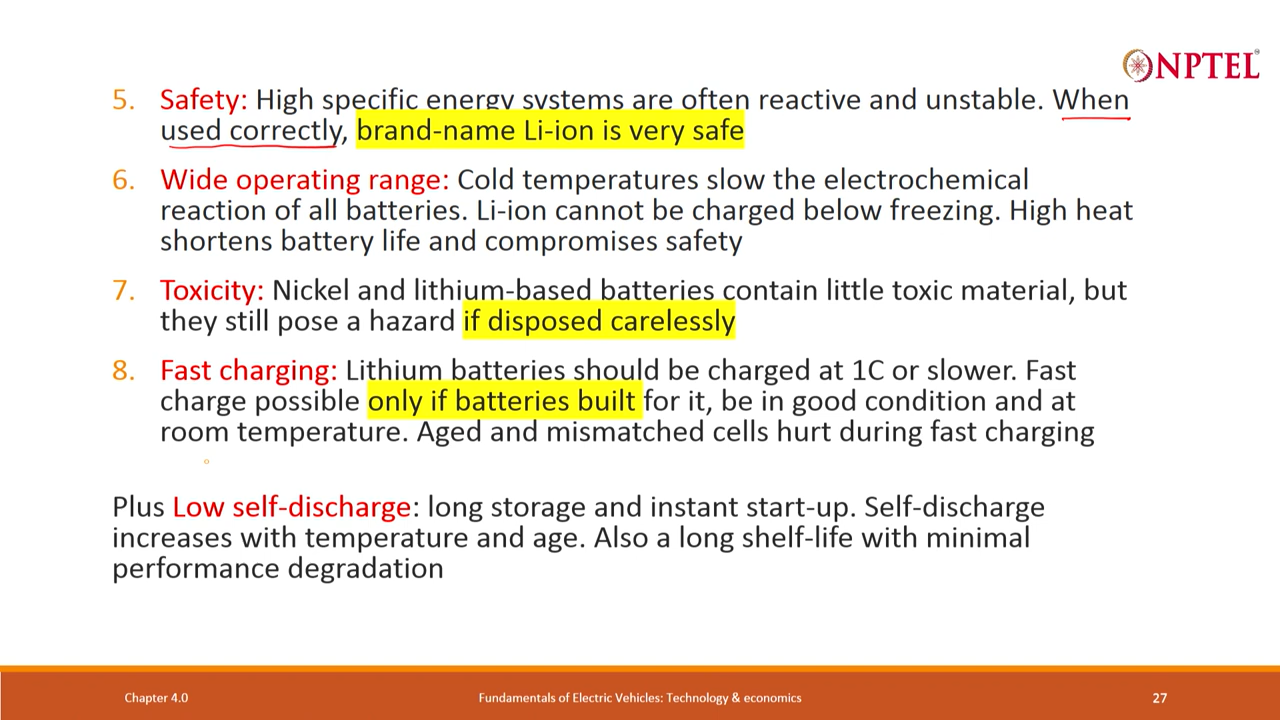 NPTEL
5. Safety: High specific energy systems are often reactive and unstable. When
used correctly, brand-name Li-ion is very safe
6. Wide operating range: Cold temperatures slow the electrochemical
reaction of all batteries. Li-ion cannot be charged below freezing. High heat
shortens battery life and compromises safety
7. Toxicity: Nickel and lithium-based batteries contain little toxic material, but
they still pose a hazard if disposed carelessly
8. Fast charging: Lithium batteries should be charged at 1C or slower. Fast
charge possible only if batteries built for it, be in good condition and at
room temperature. Aged and mismatched cells hurt during fast charging
Plus Low self-discharge: long storage and instant start-up. Self-discharge
increases with temperature and age. Also a long shelf-life with minimal
performance degradation
Chapter 4.0
Fundamentals of Electric Vehicles: Technology & economics
27